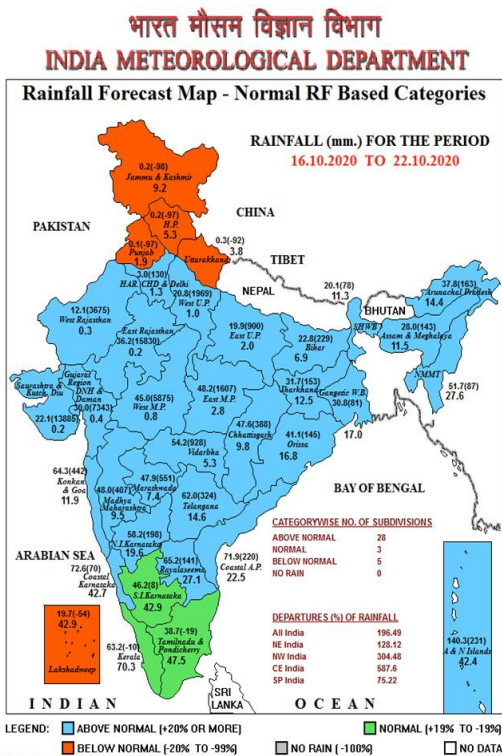 भारत मौसम विज्ञान विभाग
INDIA METEOROLOGICAL DEPARTMENT
Rainfall Forecast Map - Normal RF Based Categories
RAINFALL (mm.) FOR THE PERIOD
16.10.2020 TO 22.10.2020
0.2(-98)
Jammu & Kashmir
9.2
CHINA
0.2(-97)
H.P.
5.3
PAKISTAN
0.1(-97)
Punjab
1.9
0.3(-92)
Uttarakhand
3.8
TIBET
3.0(130)
HAR. CHD & Delhi
1.3
20.8(1969)
West U.P.
1.0
NEPAL
20.1(78)
11.3
37.8(163)
Arunachal Pradesh
14.4
BHUTAN
12.1(3675)
West Rajasthan
0.3
East Rajasthan
36.2(15830)
0.2
19.9(900)
East U.P.
2.0
22.8(229)
Bihar
6.9
SHWB
28.0(143)
Assam & Meghalaya
11.5
NMMT
51.7(87)
27.6
Saurashtra &
Kutch, Diu
22.1(13885)
0.2
Gujarat
Region
DNH &
Daman
30.0(7343)
0.4
45.0(5875)
West M.P.
0.8
48.2(1607)
East M.P.
2.8
31.7(153)
Jharkhand
12.5
Gangetic W.B
30.8(81)
17.0
47.6(388)
Chhattisgarh
9.8
41.1(145)
Orissa
16.8
54.2(928)
Vidarbha
5.3
64.3(442)
Konkan
& Goa
11.9
48.0(407)
Madhya
Maharashtra
9.5
47.9(551)
Marathwada
7.4
62.0(324)
Telangana
14.6
BAY OF BENGAL
58.2(198)
N.I.Karnataka
19.6
ARABIAN SEA
72.6(70)
Coastal
Karnataka
42.7
65.2(141)
Rayalaseema
27.1
71.9(220)
Coastal A.P.
22.5
46.2(8)
S.I.Karnataka
42.9
38.7(-19)
Tamilnadu &
Pondicherry
47.5
63.2(-10)
Kerala
70.3
19.7(-54)
42.9
Lakshadweep
140.3(231)
A & N Islands
42.4
CATEGORYWISE NO. OF SUBDIVISIONS
ABOVE NORMAL 28
NORMAL 3
BELOW NORMAL 5
NO RAIN 0
DEPARTURES (%) OF RAINFALL
All India 196.49
NE India 128.12
NW India 304.48
CE India 587.6
SP India 75.22
SRI
LANKA
INDIAN OCEAN
LEGEND: ABOVE NORMAL (+20% OR MORE) NORMAL (+19% TO -19%)
BELOW NORMAL (-20% TO -99%) NO RAIN (-100%) NO DATA